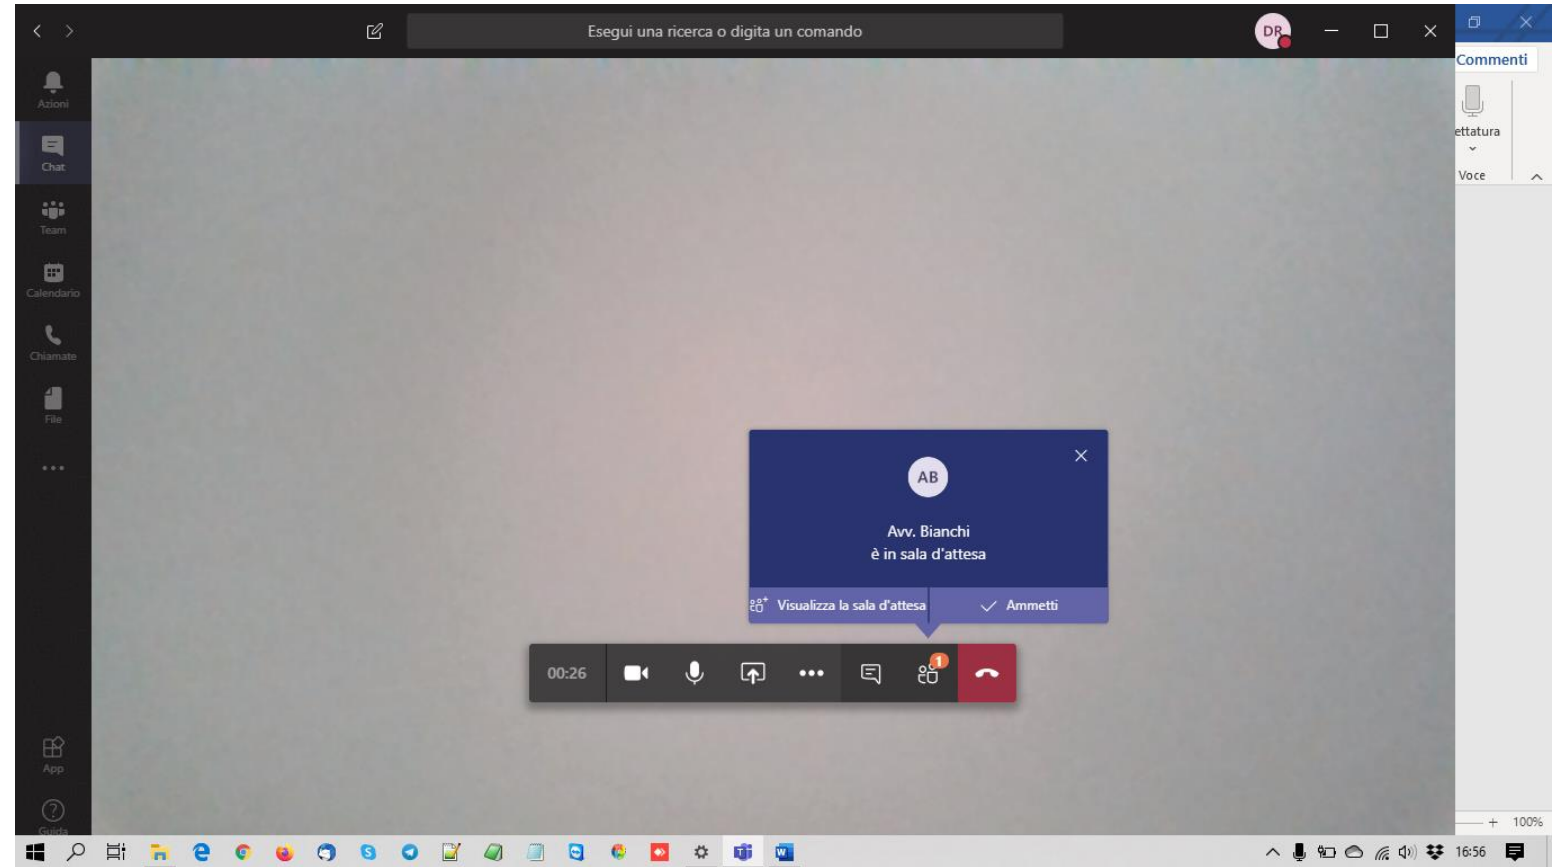 Esegui una ricerca o digita un comando
DR
Commenti
Azioni
ettatura
Chat
Voce
Team
Calendario
Chiamate
File
AB
Avv. Bianchi
è in sala d'attesa
Visualizza la sala d'attesa
Ammetti
00:26
1
App
Guida
100%
16:56